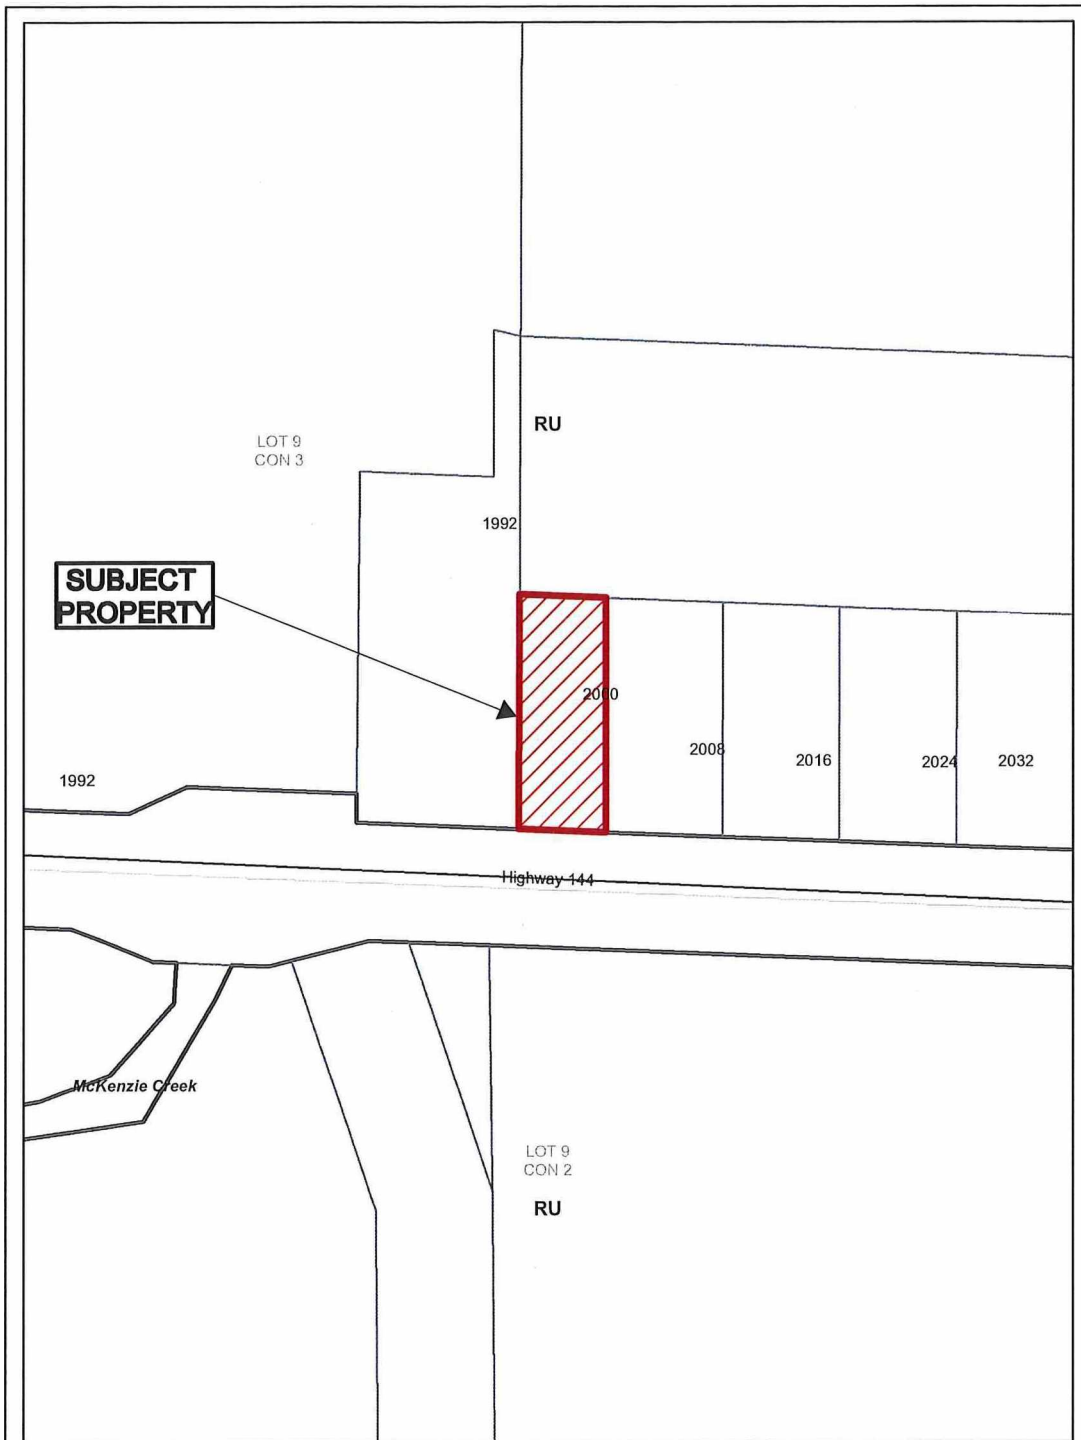 RU
LOT 9
CON 3
1992
SUBJECT
PROPERTY
2000
2008
2016
2024
2032
1992
Highway 144
McKenzie Creek
LOT 9
CON 2
RU